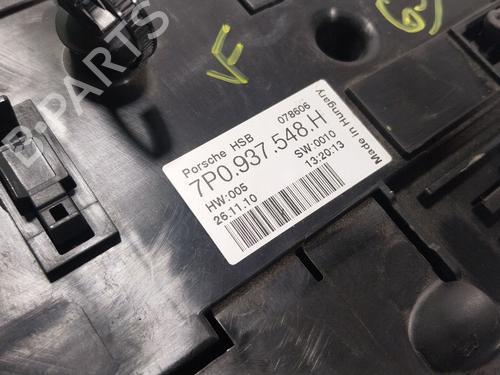 VF
Porsche HSB 078606
7P0.937.548.H
HW:005 SW:0010
26.11.10 13:20:13
Made in Hungary
B-PARTS